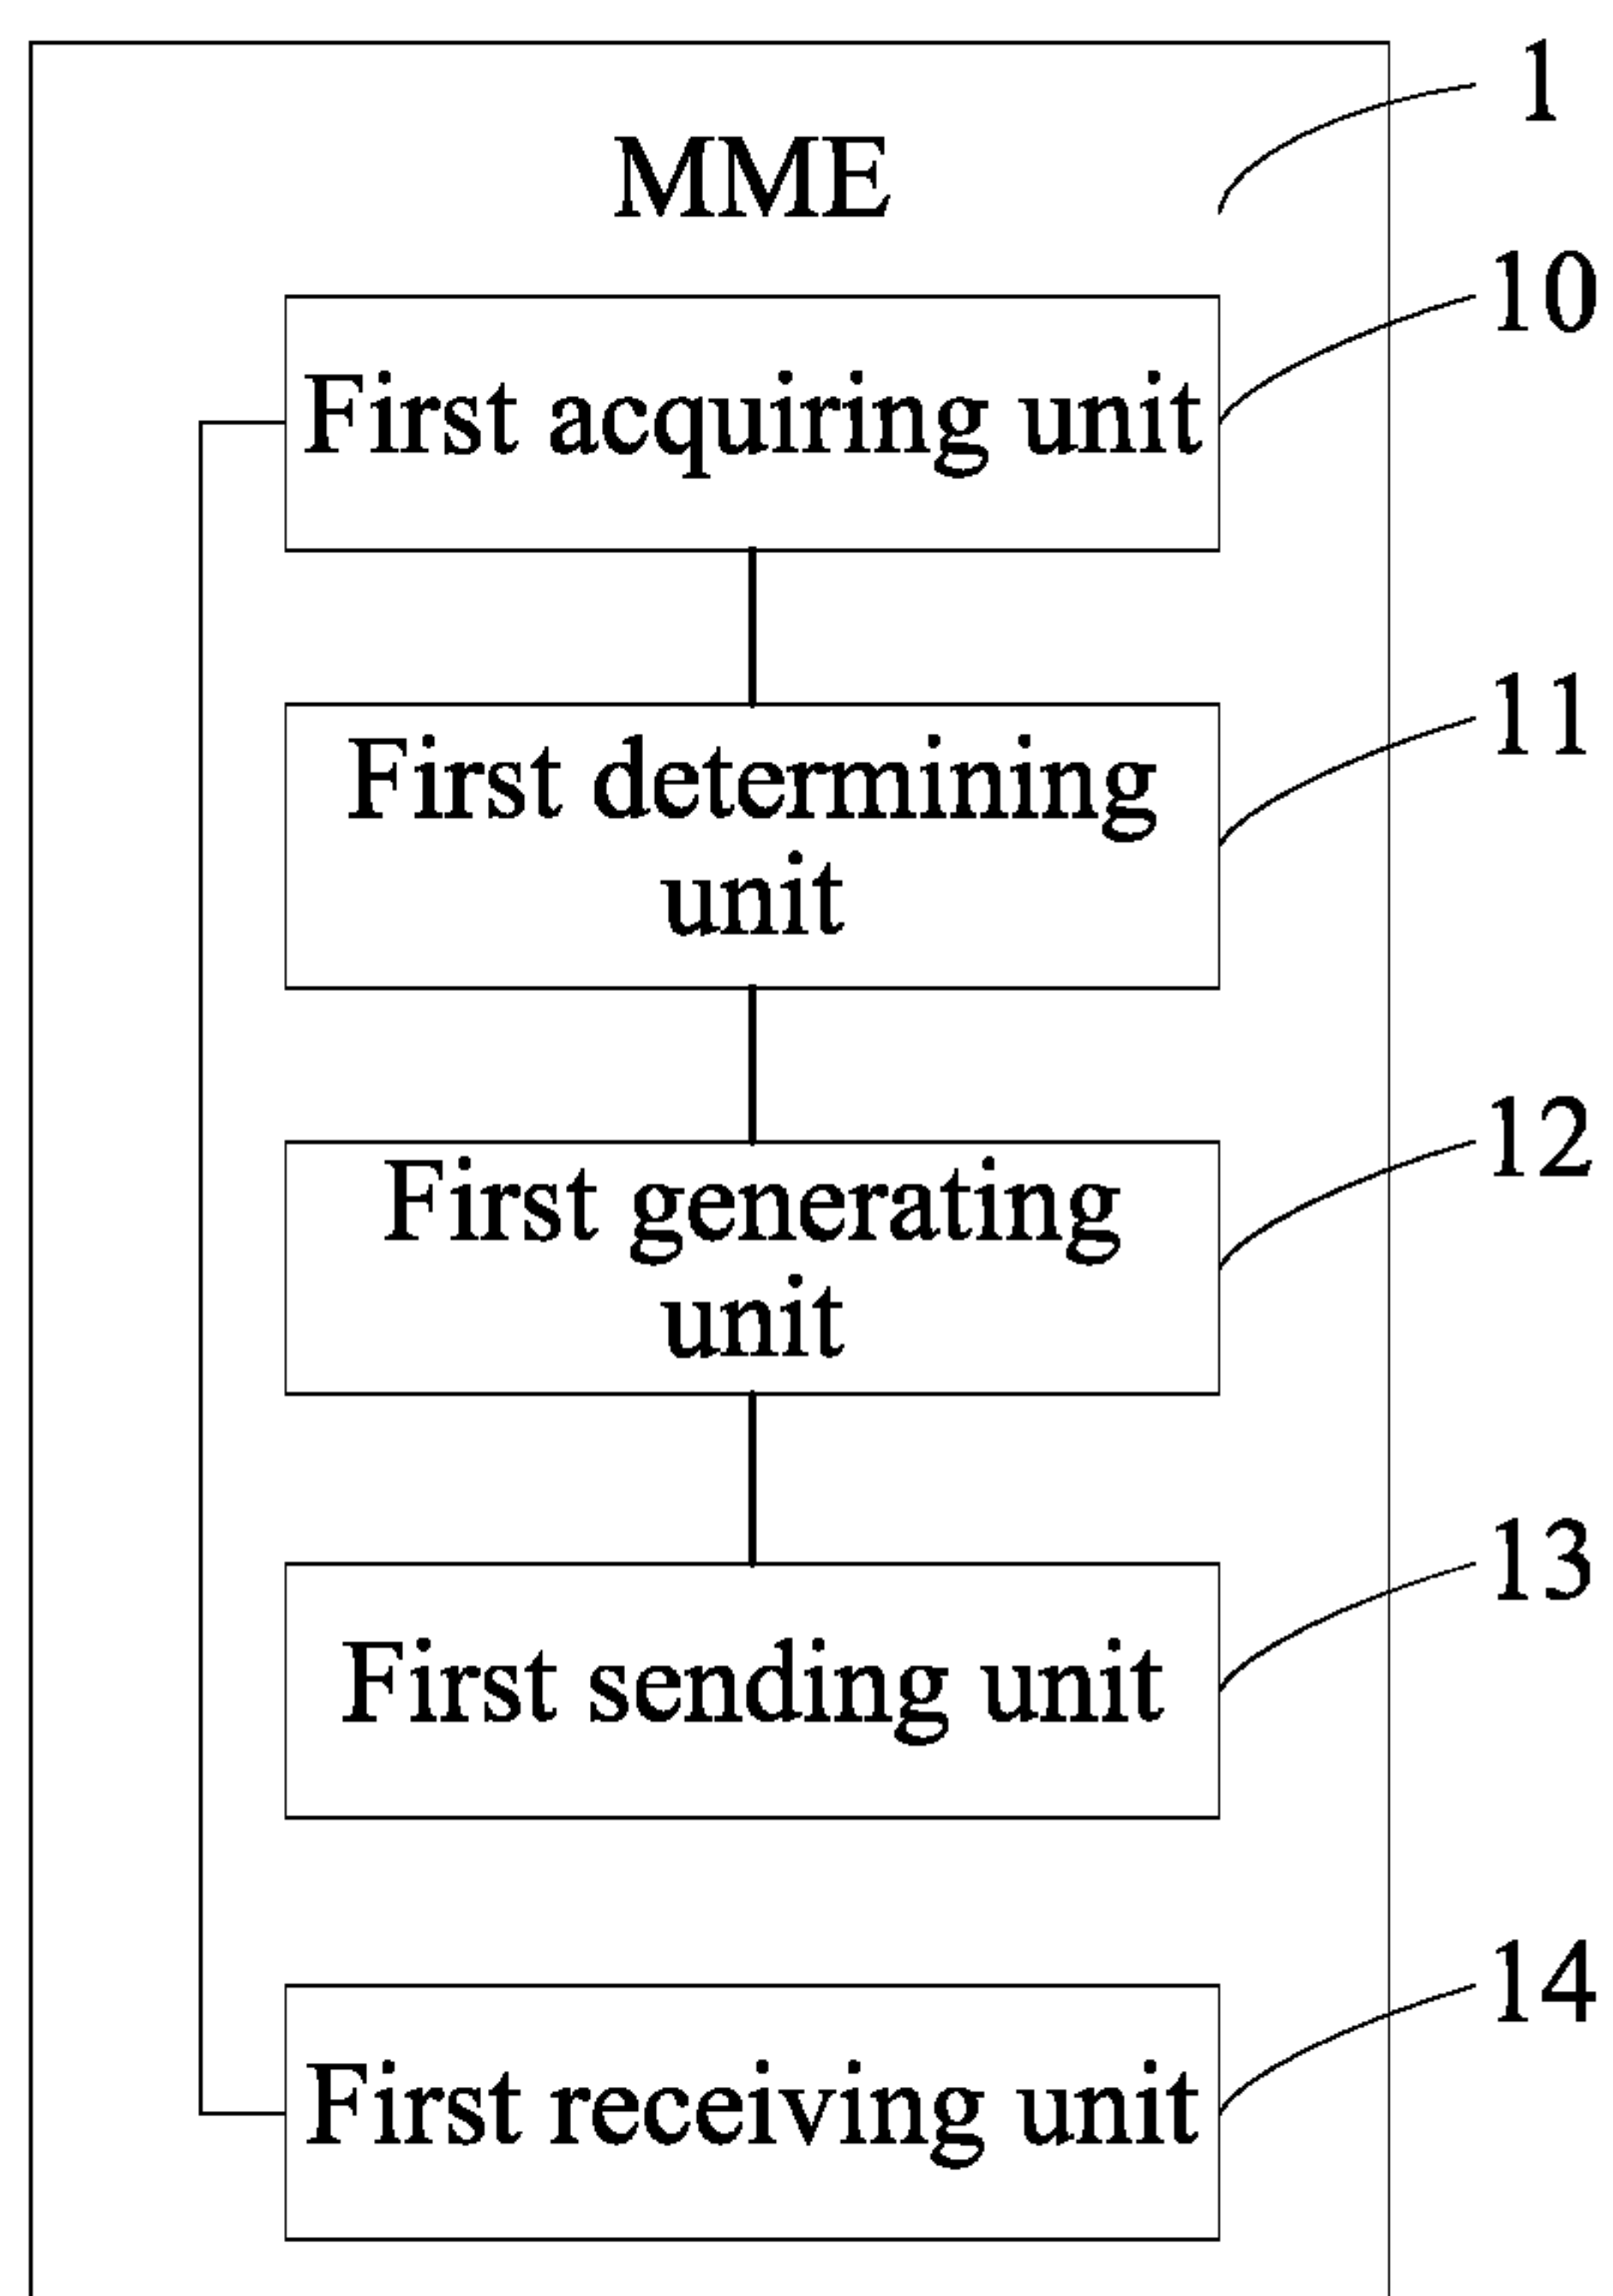 1
MME
10
First acquiring unit
11
First determining
unit
12
First generating
unit
13
First sending unit
14
First receiving unit